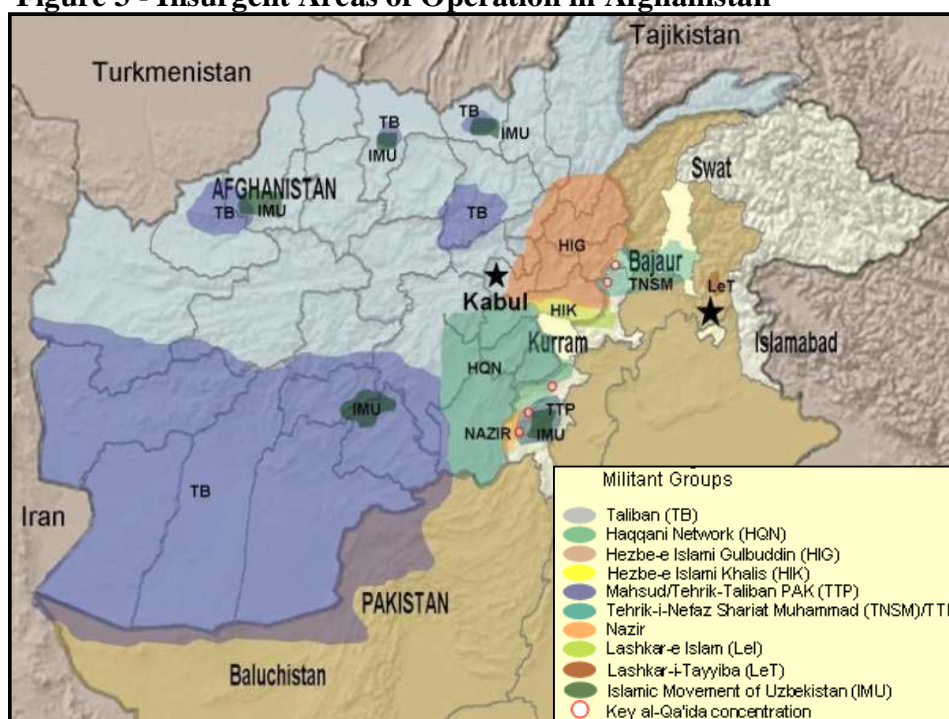 Figure 3 - Insurgent Areas of Operation in Afghanistan
Tajikistan
Turkmenistan
TB
IMU
TB
IMU
Swat
AFGHANISTAN
TB
IMU
TB
HIG
Bajaur
TNSM
LeT
Kabul
HIK
Kurram
Islamabad
HQN
IMU
TTP
NAZIR
IMU
TB
Iran
PAKISTAN
Baluchistan
Militant Groups
Taliban (TB)
Haqqani Network (HQN)
Hezbe-e Islami Gulbuddin (HIG)
Hezbe-e Islami Khalis (HIK)
Mahsud/Tehrik-Taliban PAK (TTP)
Tehrik-i-Nefaz Shariat Muhammad (TNSM)/
Nazir
Lashkar-e Islam (LeI)
Lashkar-i-Tayyiba (LeT)
Islamic Movement of Uzbekistan (IMU)
Key al-Qa'ida concentration